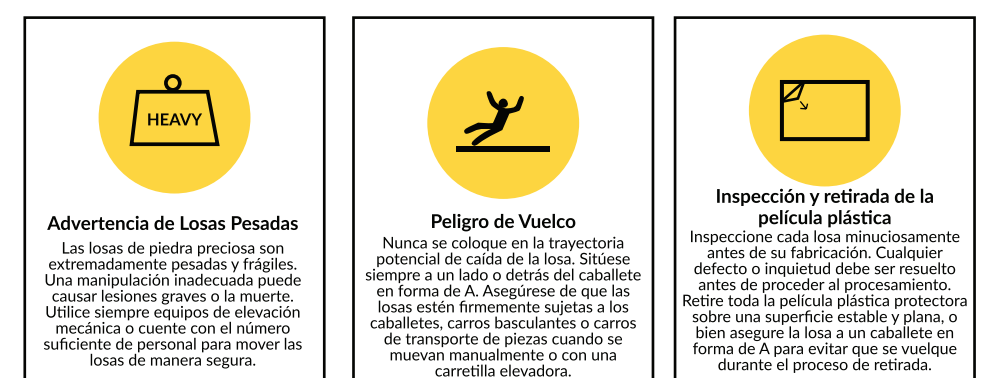 HEAVY
Advertencia de Losas Pesadas
Las losas de piedra preciosa son
extremadamente pesadas y frágiles.
Una manipulación inadecuada puede
causar lesiones graves o la muerte.
Utilice siempre equipos de elevación
mecánica o cuente con el número
suficiente de personal para mover las
losas de manera segura.
Peligro de Vuelco
Nunca se coloque en la trayectoria
potencial de caída de la losa. Sitúese
siempre a un lado o detrás del caballete
en forma de A. Asegúrese de que las
losas estén firmemente sujetas a los
caballetes, carros basculantes o carros
de transporte de piezas cuando se
muevan manualmente o con una
carretilla elevadora.
Inspección y retirada de la
película plástica
Inspeccione cada losa minuciosamente
antes de su fabricación. Cualquier
defecto o inquietud debe ser resuelto
antes de proceder al procesamiento.
Retire toda la película plástica protectora
sobre una superficie estable y plana, o
bien asegure la losa a un caballete en
forma de A para evitar que se vuelque
durante el proceso de retirada.